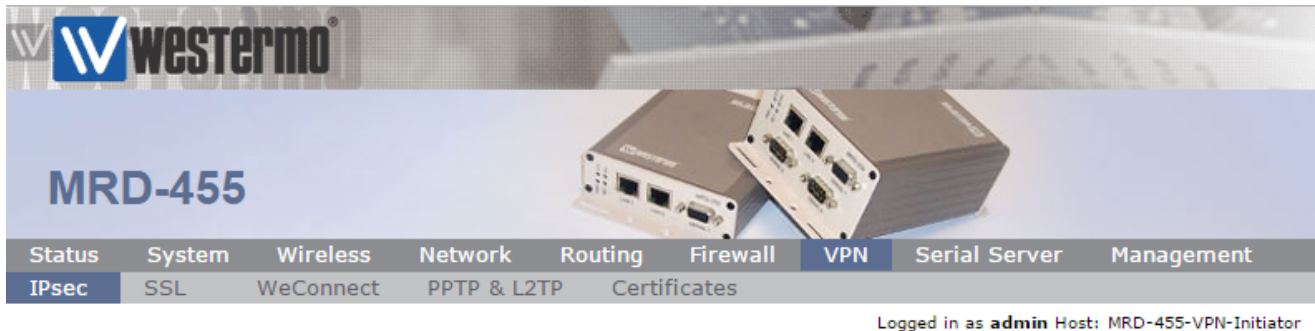 westermo®
MRD-455
Status System Wireless Network Routing Firewall VPN Serial Server Management
IPsec SSL WeConnect PPTP & L2TP Certificates
Logged in as admin Host: MRD-455-VPN-Initiator